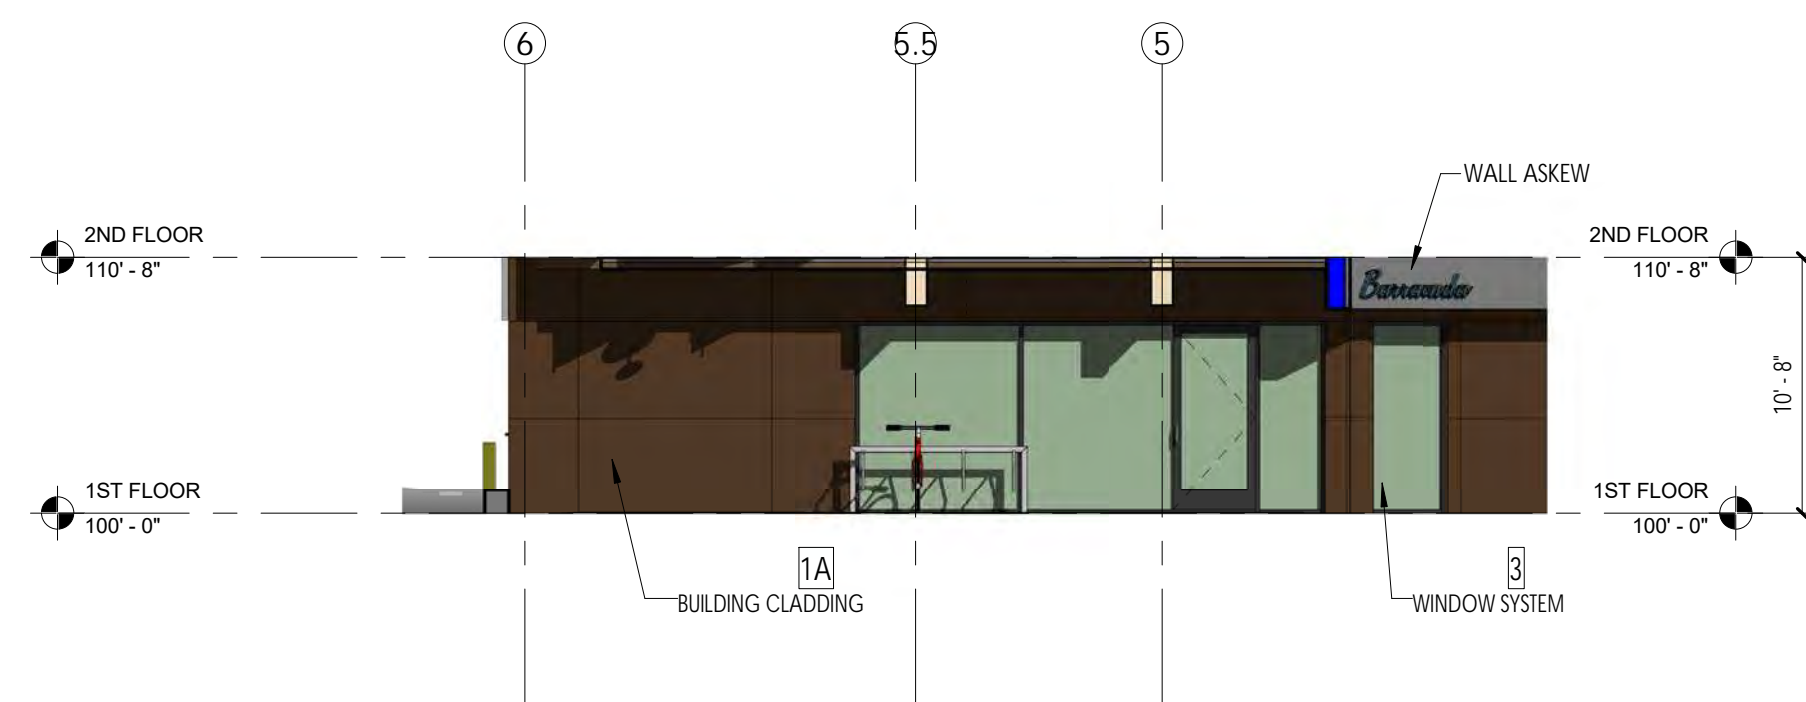 6
5.5
5
WALL ASKEW
2ND FLOOR
110' - 8"
2ND FLOOR
110' - 8"
Barracuda
10' - 8"
1ST FLOOR
100' - 0"
1ST FLOOR
100' - 0"
1A
BUILDING CLADDING
3
WINDOW SYSTEM